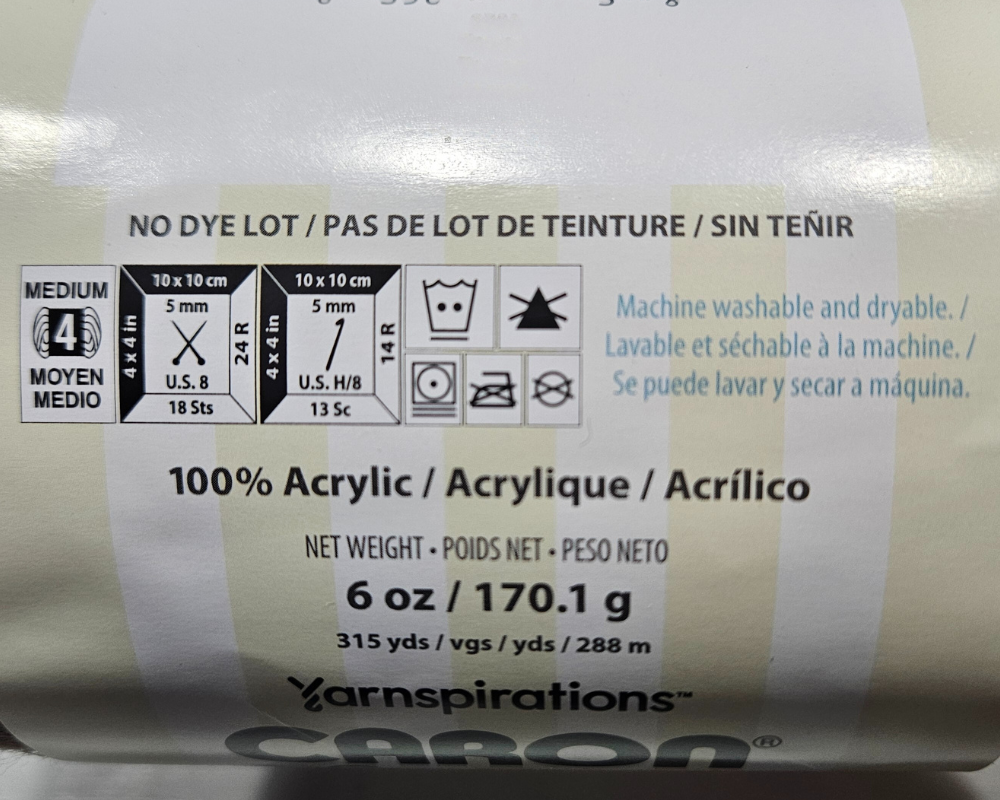 NO DYE LOT / PAS DE LOT DE TEINTURE / SIN TEÑIR
MEDIUM
4
MOYEN
MEDIO
10 x 10 cm
4 x 4 in
5 mm
U.S. 8
24 R
18 Sts
10 x 10 cm
4 x 4 in
5 mm
U.S. H/8
14 R
13 Sc
Machine washable and dryable. /
Lavable et séchable à la machine. /
Se puede lavar y secar a máquina.
100% Acrylic / Acrylique / Acrílico
NET WEIGHT • POIDS NET • PESO NETO
6 oz / 170.1 g
315 yds / vgs / yds / 288 m
Yarnspirations™
CARON®